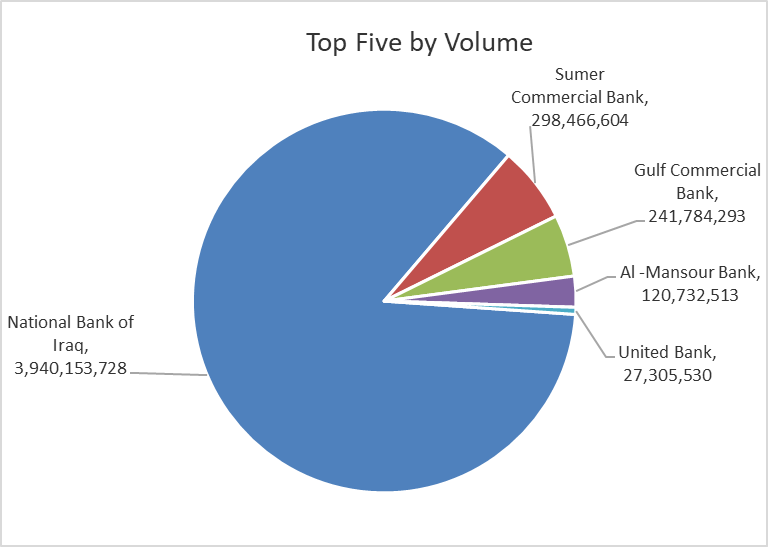 Top Five by Volume
Sumer
Commercial Bank,
298,466,604
Gulf Commercial
Bank,
241,784,293
Al -Mansour Bank,
120,732,513
United Bank,
27,305,530
National Bank of
Iraq,
3,940,153,728